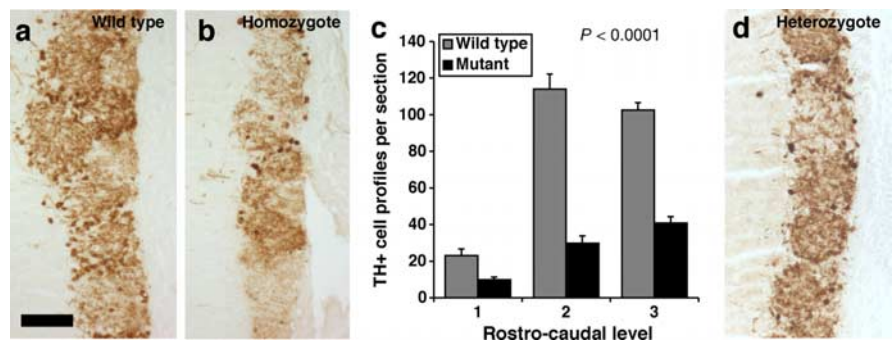 a
Wild type
b
Homozygote
c
P < 0.0001
Wild type
Mutant
TH+ cell profiles per section
140
120
100
80
60
40
20
0
1 2 3
Rostro-caudal level
d
Heterozygote